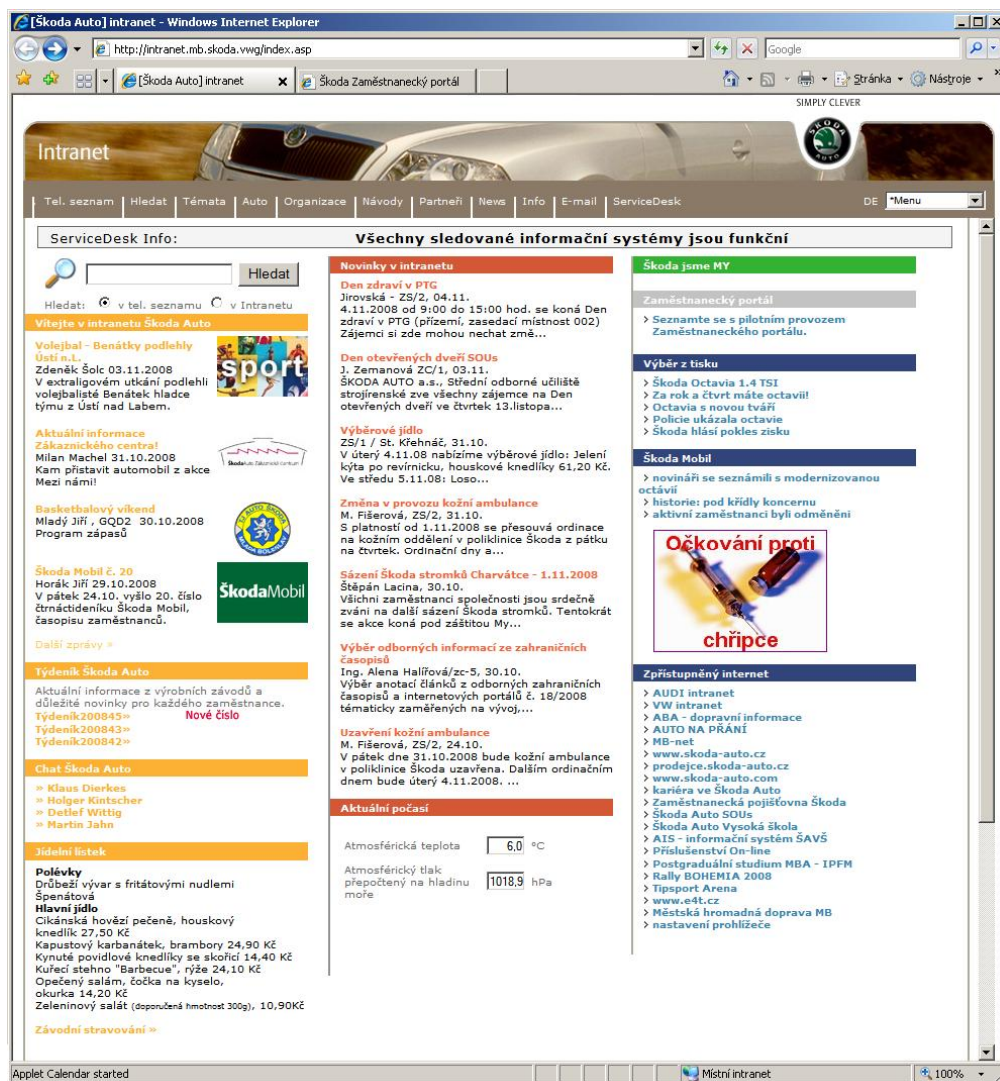 [Škoda Auto] intranet - Windows Internet Explorer
http://intranet.mb.skoda.vwg/index.asp
Google
[Škoda Auto] intranet
Škoda Zaměstnanecký portál
Stránka
Nástroje
SIMPLY CLEVER
Intranet
SKODA
AUTO
Tel. seznam | Hledat | Témata | Auto | Organizace | Návody | Partneři | News | Info | E-mail | ServiceDesk
DE
*Menu
ServiceDesk Info:
Všechny sledované informační systémy jsou funkční
Hledat
Hledat: v tel. seznamu v Intranetu
Vítejte v intranetu Škoda Auto
Volejbal - Benátky podlehly
Ústí n.L.
Zdeněk Šolc 03.11.2008
V extraligovém utkání podlehli
volejbalisté Benátek hladce
týmu z Ústí nad Labem.
sport
Aktuální informace
Zákaznického centra!
Milan Machel 31.10.2008
Kam přistavit automobil z akce
Mezi námi!
ŠkodaAuto Zákaznické centrum
Basketbalový víkend
Mladý Jiří , GQD2 30.10.2008
Program zápasů
Škoda Mobil č. 20
Horák Jiří 29.10.2008
V pátek 24.10. vyšlo 20. číslo
čtrnáctideníku Škoda Mobil,
časopisu zaměstnanců.
ŠkodaMobil
Další zprávy »
Týdeník Škoda Auto
Aktuální informace z výrobních závodů a
důležité novinky pro každého zaměstnance.
Týdeník200845» Nové číslo
Týdeník200843»
Týdeník200842»
Chat Škoda Auto
» Klaus Dierkes
» Holger Kintscher
» Detlef Wittig
» Martin Jahn
Jídelní lístek
Polévky
Drůbeží vývar s fritátovými nudlemi
Špenátová
Hlavní jídlo
Cikánská hovězí pečeně, houskový
knedlík 27,50 Kč
Kapustový karbanátek, brambory 24,90 Kč
Kynuté povidlové knedlíky se skořicí 14,40 Kč
Kuřecí stehno "Barbecue", rýže 24,10 Kč
Opečený salám, čočka na kyselo,
okurka 14,20 Kč
Zeleninový salát (doporučená hmotnost 300g), 10,90Kč
Závodní stravování »
Novinky v intranetu
Den zdraví v PTG
Jirovská - ZS/2, 04.11.
4.11.2008 od 9:00 do 15:00 hod. se koná Den
zdraví v PTG (přízemí, zasedací místnost 002)
Zájemci si zde mohou nechat změ...
Den otevřených dveří SOUs
J. Zemanová ZC/1, 03.11.
ŠKODA AUTO a.s., Střední odborné učiliště
strojírenské zve všechny zájemce na Den
otevřených dveří ve čtvrtek 13.listopa...
Výběrové jídlo
ZS/1 / St. Křehnáč, 31.10.
V úterý 4.11.08 nabízíme výběrové jídlo: Jelení
kýta po revírnicku, houskové knedlíky 61,20 Kč.
Ve středu 5.11.08: Loso...
Změna v provozu kožní ambulance
M. Fišerová, ZS/2, 31.10.
S platností od 1.11.2008 se přesouvá ordinace
na kožním oddělení v poliklinice Škoda z pátku
na čtvrtek. Ordinační dny a...
Sázení Škoda stromků Charvátce - 1.11.2008
Štěpán Lacina, 30.10.
Všichni zaměstnanci společnosti jsou srdečně
zváni na další sázení Škoda stromků. Tentokrát
se akce koná pod záštitou My...
Výběr odborných informací ze zahraničních
časopisů
Ing. Alena Halířová/zc-5, 30.10.
Výběr anotací článků z odborných zahraničních
časopisů a internetových portálů č. 18/2008
tématicky zaměřených na vývoj,...
Uzavření kožní ambulance
M. Fišerová, ZS/2, 24.10.
V pátek dne 31.10.2008 bude kožní ambulance
v poliklinice Škoda uzavřena. Dalším ordinačním
dnem bude úterý 4.11.2008. ...
Aktuální počasí
Atmosférická teplota 6,0 °C
Atmosférický tlak
přepočtený na hladinu 1018,9 hPa
moře
Škoda jsme MY
Zaměstnanecký portál
> Seznamte se s pilotním provozem
Zaměstnaneckého portálu.
Výběr z tisku
> Škoda Octavia 1.4 TSI
> Za rok a čtvrt máte octavii!
> Octavia s novou tváří
> Policie ukázala octavie
> Škoda hlásí pokles zisku
Škoda Mobil
> novináři se seznámili s modernizovanou
octávií
> historie: pod křídly koncernu
> aktivní zaměstnanci byli odměněni
Očkování proti
chřipce
Zpřístupněný internet
> AUDI intranet
> VW intranet
> ABA - dopravní informace
> AUTO NA PŘÁNÍ
> MB-net
> www.skoda-auto.cz
> prodejce.skoda-auto.cz
> www.skoda-auto.com
> kariéra ve Škoda Auto
> Zaměstnanecká pojišťovna Škoda
> Škoda Auto SOUs
> Škoda Auto Vysoká škola
> AIS - informační systém ŠAVŠ
> Příslušenství On-line
> Postgraduální studium MBA - IPFM
> Rally BOHEMIA 2008
> Tipsport Arena
> www.e4t.cz
> Městská hromadná doprava MB
> nastavení prohlížeče
Applet Calendar started
Místní intranet
100%